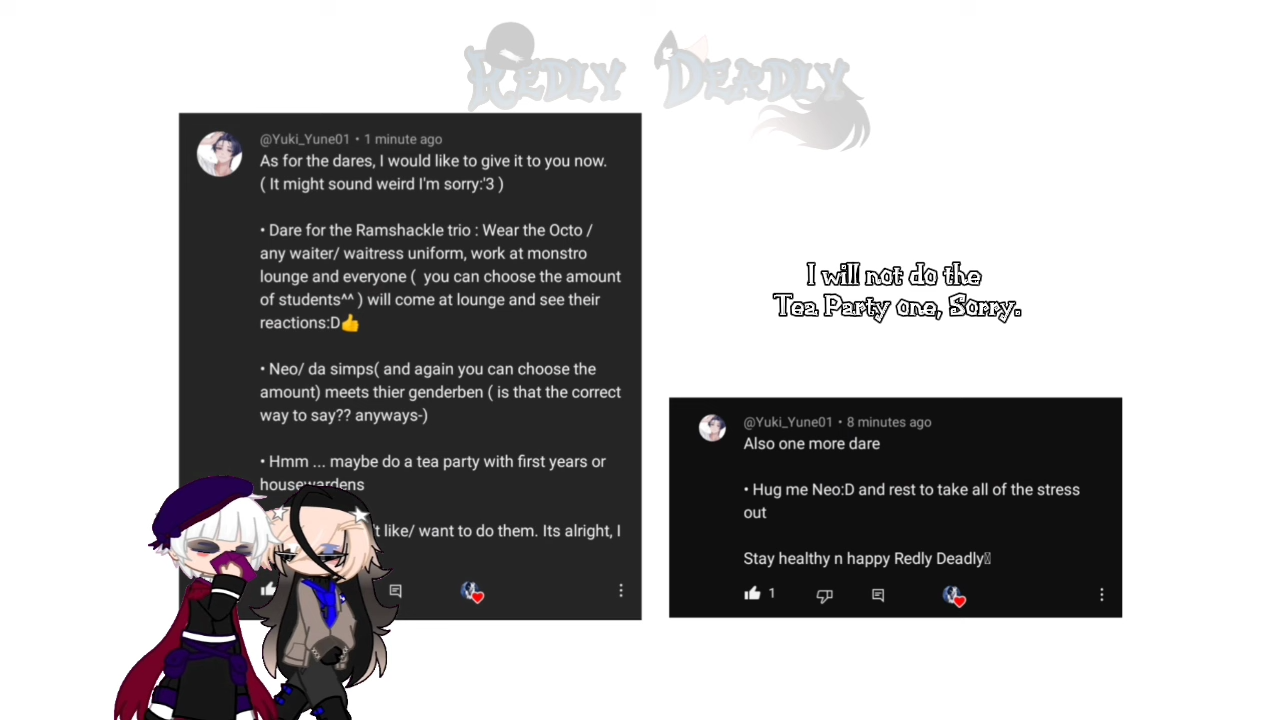 Redly Deadly
@Yuki_Yune01 • 1 minute ago
As for the dares, I would like to give it to you now.
( It might sound weird I'm sorry:'3 )
• Dare for the Ramshackle trio : Wear the Octo /
any waiter/ waitress uniform, work at monstro
lounge and everyone (  you can choose the amount
of students^^ ) will come at lounge and see their
reactions:D👍
• Neo/ da simps( and again you can choose the
amount) meets thier genderben ( is that the correct
way to say?? anyways-)
• Hmm ... maybe do a tea party with first years or
housewardens
like/ want to do them. Its alright, I
I will not do the
Tea Party one, Sorry.
@Yuki_Yune01 • 8 minutes ago
Also one more dare
• Hug me Neo:D and rest to take all of the stress
out
Stay healthy n happy Redly Deadly
1